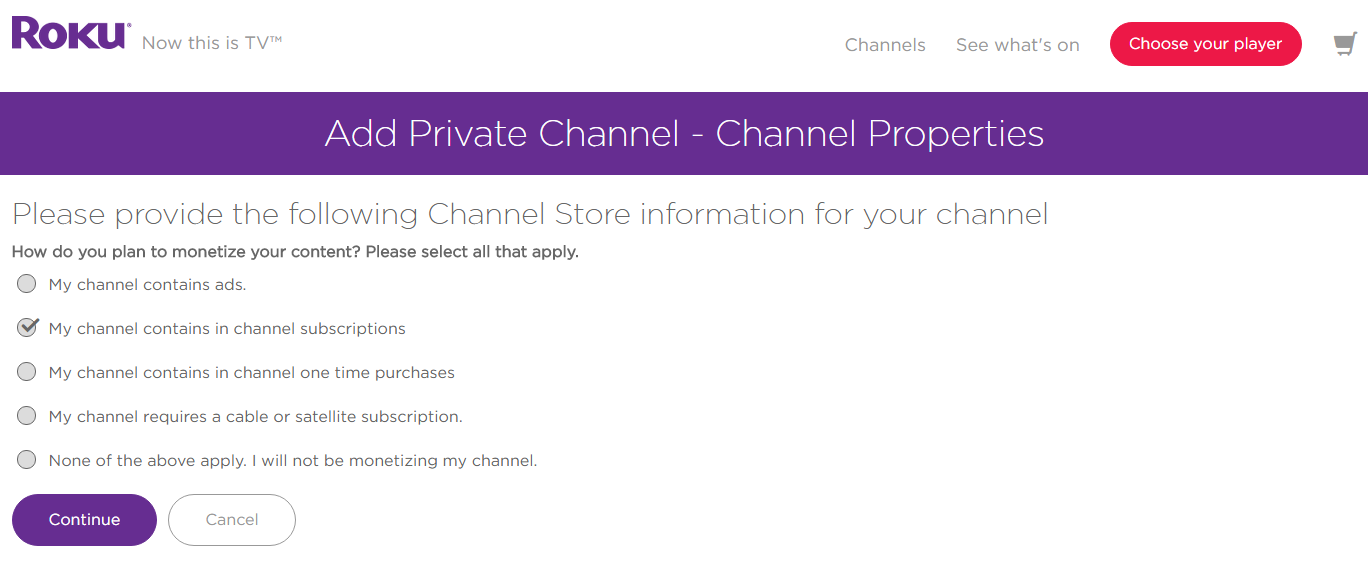 ROKU® Now this is TV™
Channels See what's on Choose your player
Add Private Channel - Channel Properties
Please provide the following Channel Store information for your channel
How do you plan to monetize your content? Please select all that apply.
My channel contains ads.
My channel contains in channel subscriptions
My channel contains in channel one time purchases
My channel requires a cable or satellite subscription.
None of the above apply. I will not be monetizing my channel.
Continue Cancel